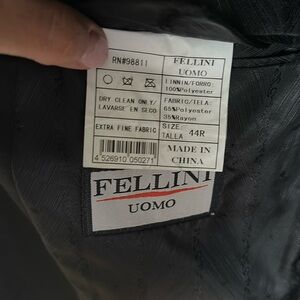 RN#98811
DRY CLEAN ONLY/
LAVARSE EN SECO
EXTRA FINE FABRIC
4 526910 050271
FELLINI
UOMO
LINNIN/FORRO:
100%Polyester
FABRIC/TELA:
65%Polyester
35%Rayon
SIZE: 
TALLA 44R
MADE IN
CHINA
FELLINI
UOMO